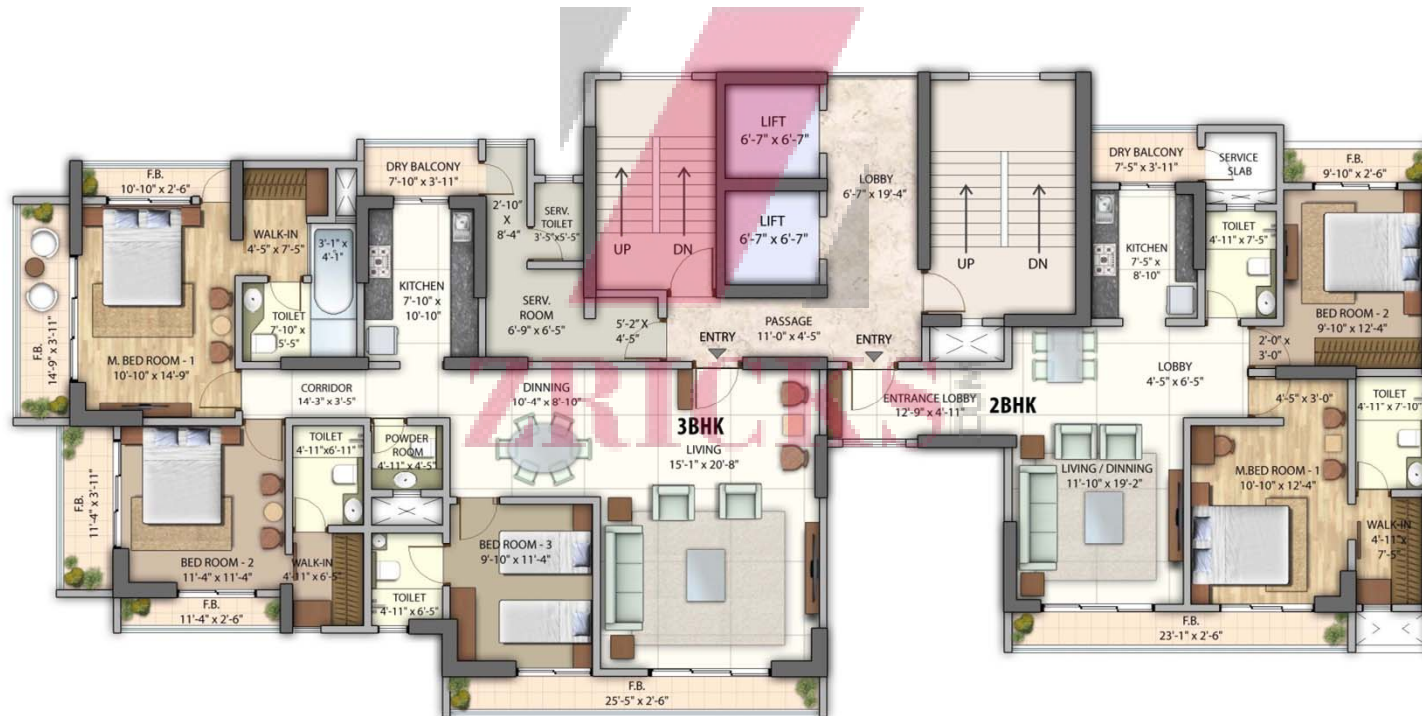 F.B.
10'-10" x 2'-6"
WALK-IN
4'-5" x 7'-5"
3'-1" x
4'-1"
TOILET
7'-10" x
5'-5"
M. BED ROOM - 1
10'-10" x 14'-9"
F.B.
14'-9" x 3'-11"
DRY BALCONY
7'-10" x 3'-11"
KITCHEN
7'-10" x
10'-10"
2'-10"
X
8'-4"
SERV.
TOILET
3'-5"x5'-5"
SERV.
ROOM
6'-9" x 6'-5"
5'-2" X
4'-5"
UP
DN
LIFT
6'-7" x 6'-7"
LIFT
6'-7" x 6'-7"
LOBBY
6'-7" x 19'-4"
PASSAGE
11'-0" x 4'-5"
ENTRY
ENTRY
UP
DN
DRY BALCONY
7'-5" x 3'-11"
SERVICE
SLAB
F.B.
9'-10" x 2'-6"
KITCHEN
7'-5" x
8'-10"
TOILET
4'-11" x 7'-5"
BED ROOM - 2
9'-10" x 12'-4"
2'-0" x
3'-0"
LOBBY
4'-5" x 6'-5"
4'-5" x 3'-0"
TOILET
4'-11" x 7'-10"
ENTRANCE LOBBY
12'-9" x 4'-11"
2BHK
LIVING / DINNING
11'-10" x 19'-2"
M.BED ROOM - 1
10'-10" x 12'-4"
WALK-IN
4'-11" x
7'-5"
F.B.
23'-1" x 2'-6"
CORRIDOR
14'-3" x 3'-5"
DINNING
10'-4" x 8'-10"
3BHK
LIVING
15'-1" x 20'-8"
TOILET
4'-11"x6'-11"
POWDER
ROOM
4'-11" x 4'-5"
F.B.
11'-4" x 3'-11"
BED ROOM - 2
11'-4" x 11'-4"
WALK-IN
4'-11" x 6'-5"
TOILET
4'-11" x 6'-5"
BED ROOM - 3
9'-10" x 11'-4"
F.B.
11'-4" x 2'-6"
F.B.
25'-5" x 2'-6"
ZRICKS
.COM